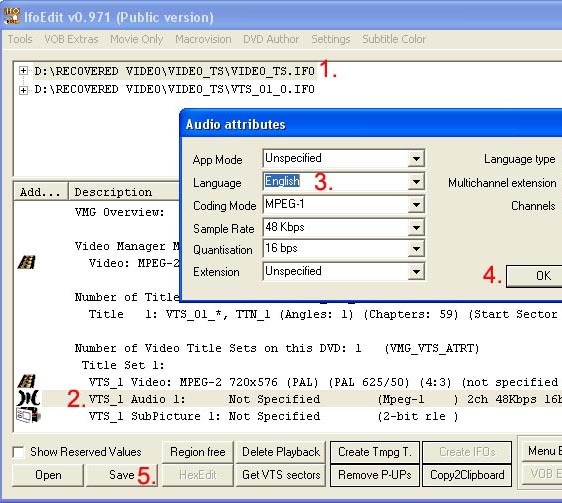 IfoEdit v0.971 (Public version)
Tools VOB Extras Movie Only Macrovision DVD Author Settings Subtitle Color
D:\RECOVERED VIDEO\VIDEO_TS\VIDEO_TS.IFO 1.
D:\RECOVERED VIDEO\VIDEO_TS\VTS_01_0.IFO
Audio attributes
App Mode Unspecified Language type
Language English 3. Multichannel extension
Coding Mode MPEG-1 Channels
Sample Rate 48 Kbps
Quantisation 16 bps
Extension Unspecified 4. OK
Add... Description
VMG Overview:
Video Manager M
Video: MPEG-2
Number of Title
Title 1: VTS_01_*, TTN_1 (Angles: 1) (Chapters: 59) (Start Sector
Number of Video Title Sets on this DVD: 1 (VMG_VTS_ATRT)
Title Set 1:
VTS_1 Video: MPEG-2 720x576 (PAL) (PAL 625/50) (4:3) (not specified
2. VTS_1 Audio 1: Not Specified (Mpeg-1 ) 2ch 48Kbps 16b
VTS_1 SubPicture 1: Not Specified (2-bit rle )
Show Reserved Values Region free Delete Playback Create Tmpg T. Create IFOs Menu E
Open Save 5. HexEdit Get VTS sectors Remove P-UPs Copy2Clipboard VOB E